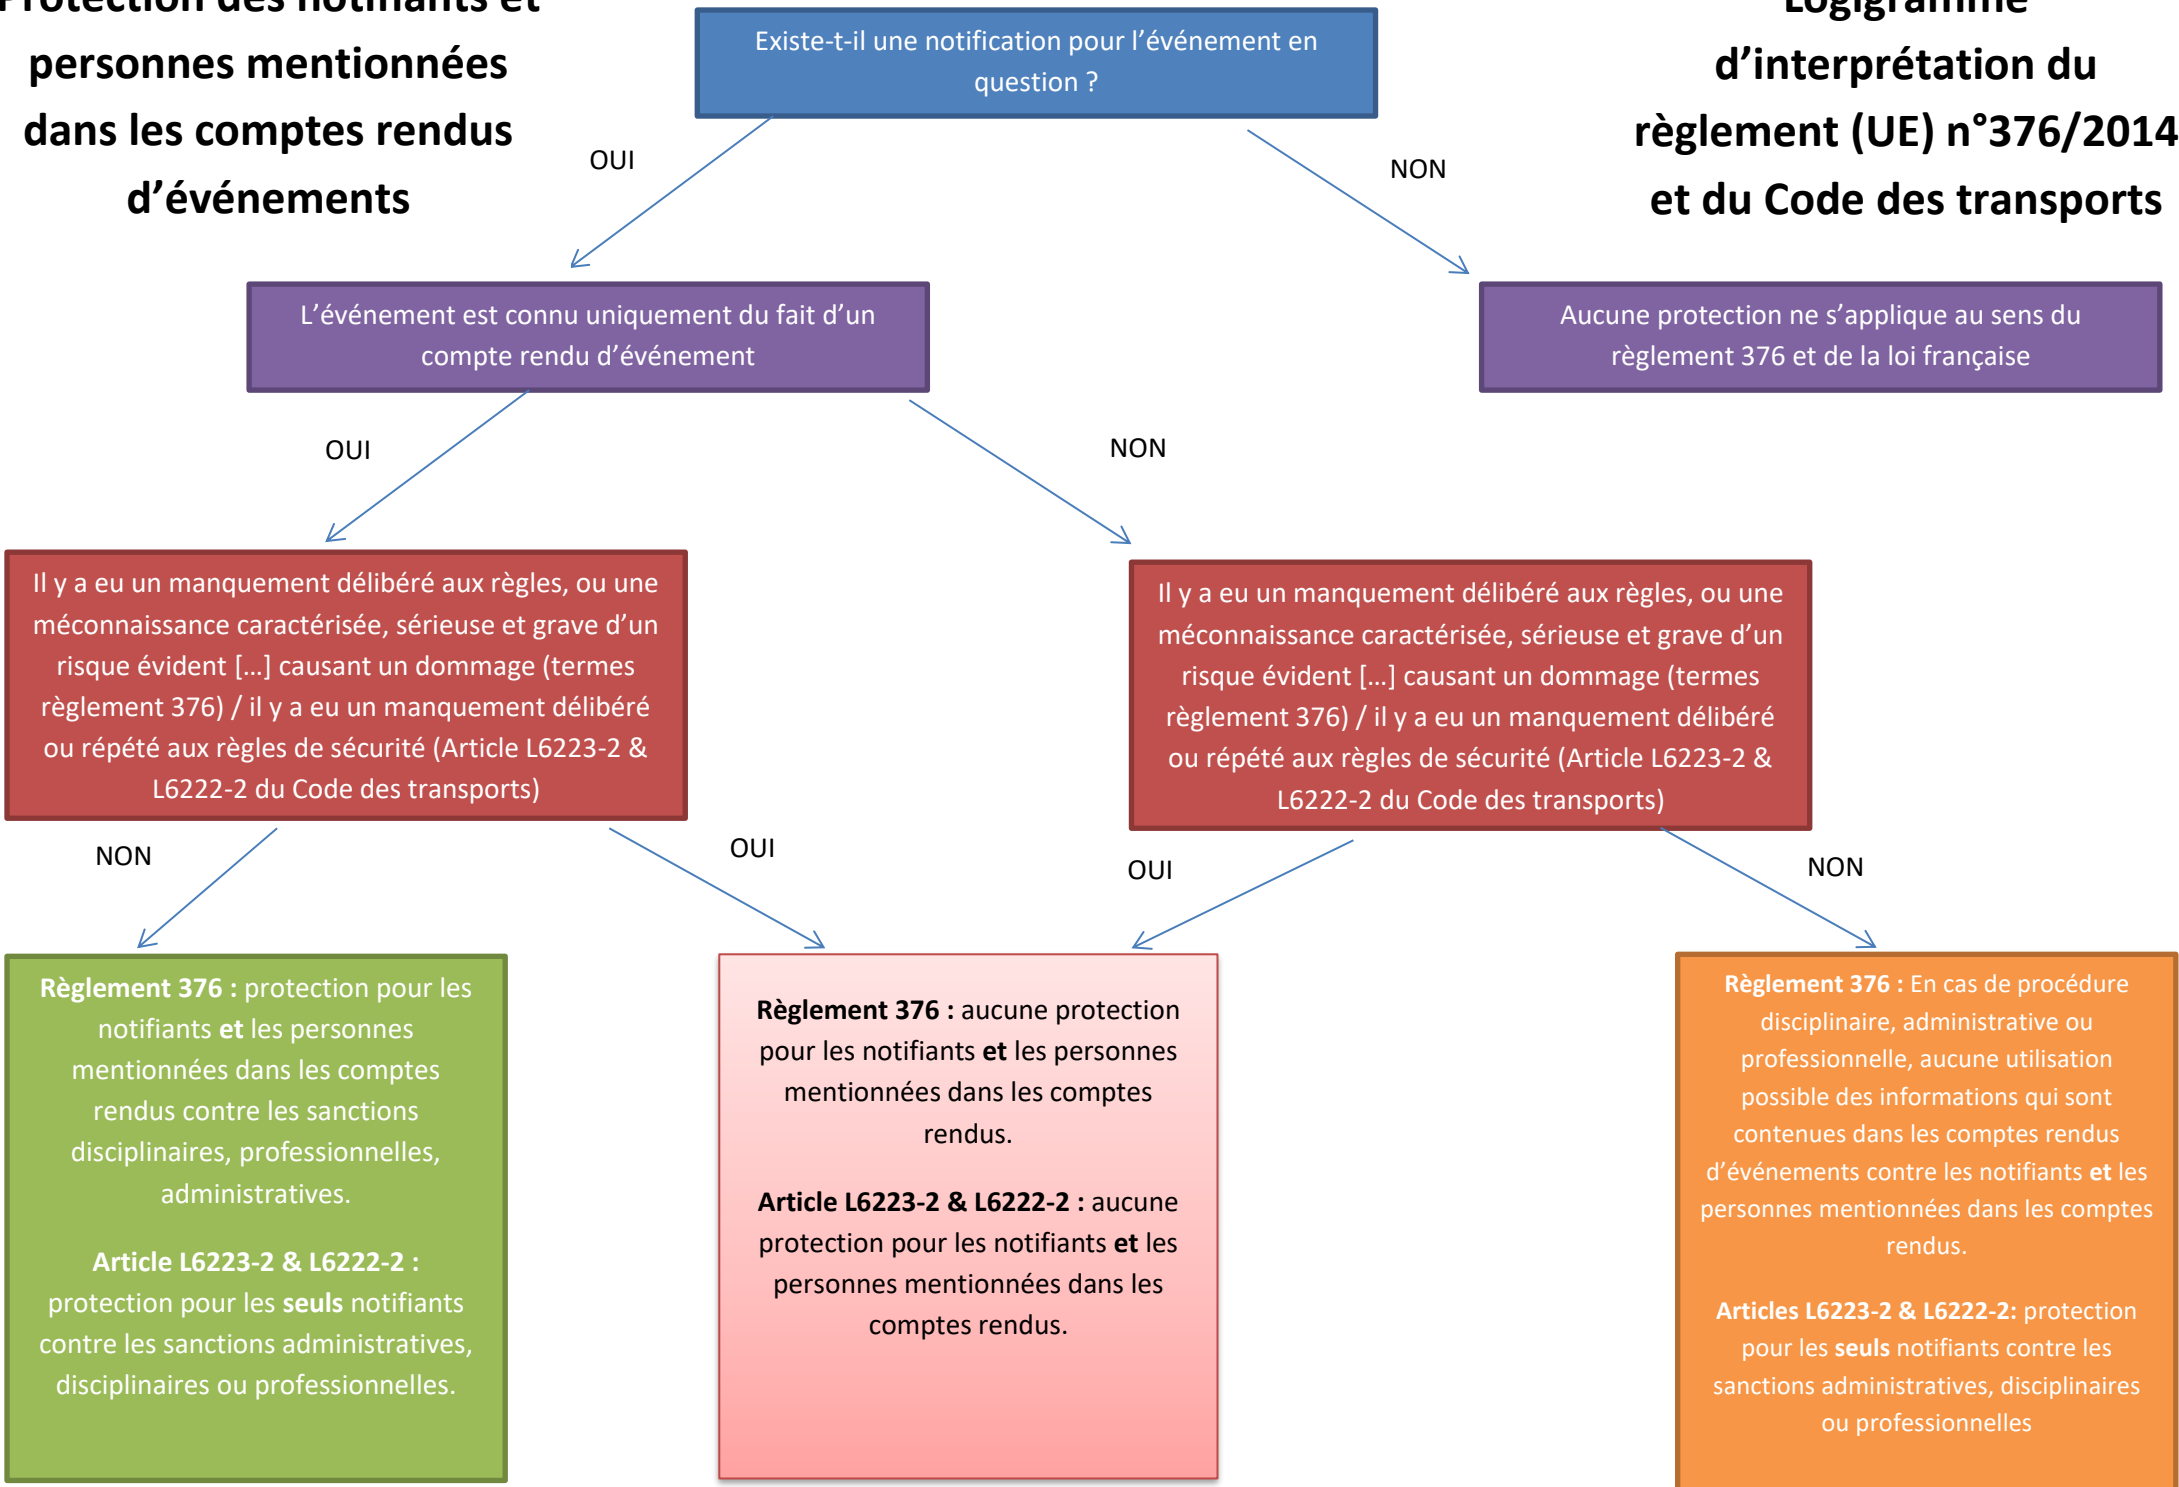 Protection des notifiants et
personnes mentionnées
dans les comptes rendus
d’événements
Existe-t-il une notification pour l’événement en
question ?
Logigramme
d’interprétation du
règlement (UE) n°376/2014
et du Code des transports
OUI
NON
L’événement est connu uniquement du fait d’un
compte rendu d’événement
Aucune protection ne s’applique au sens du
règlement 376 et de la loi française
OUI
NON
Il y a eu un manquement délibéré aux règles, ou une
méconnaissance caractérisée, sérieuse et grave d’un
risque évident […] causant un dommage (termes
règlement 376) / il y a eu un manquement délibéré
ou répété aux règles de sécurité (Article L6223-2 &
L6222-2 du Code des transports)
Il y a eu un manquement délibéré aux règles, ou une
méconnaissance caractérisée, sérieuse et grave d’un
risque évident […] causant un dommage (termes
règlement 376) / il y a eu un manquement délibéré
ou répété aux règles de sécurité (Article L6223-2 &
L6222-2 du Code des transports)
NON
OUI
OUI
NON
Règlement 376 : protection pour les
notifiants et les personnes
mentionnées dans les comptes
rendus contre les sanctions
disciplinaires, professionnelles,
administratives.
Article L6223-2 & L6222-2 :
protection pour les seuls notifiants
contre les sanctions administratives,
disciplinaires ou professionnelles.
Règlement 376 : aucune protection
pour les notifiants et les personnes
mentionnées dans les comptes
rendus.
Article L6223-2 & L6222-2 : aucune
protection pour les notifiants et les
personnes mentionnées dans les
comptes rendus.
Règlement 376 : En cas de procédure
disciplinaire, administrative ou
professionnelle, aucune utilisation
possible des informations qui sont
contenues dans les comptes rendus
d’événements contre les notifiants et les
personnes mentionnées dans les comptes
rendus.
Articles L6223-2 & L6222-2: protection
pour les seuls notifiants contre les
sanctions administratives, disciplinaires
ou professionnelles